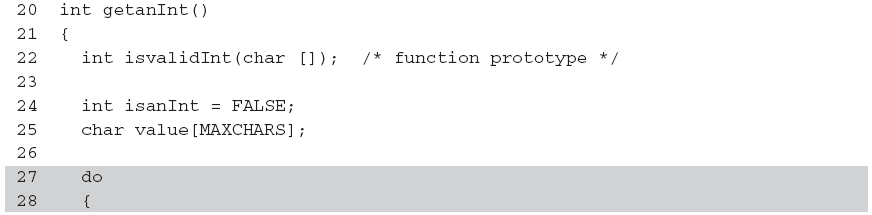 20 int getanInt()
21 {
22 int isvalidInt(char []); /* function prototype */
23
24 int isanInt = FALSE;
25 char value[MAXCHARS];
26
27 do
28 {